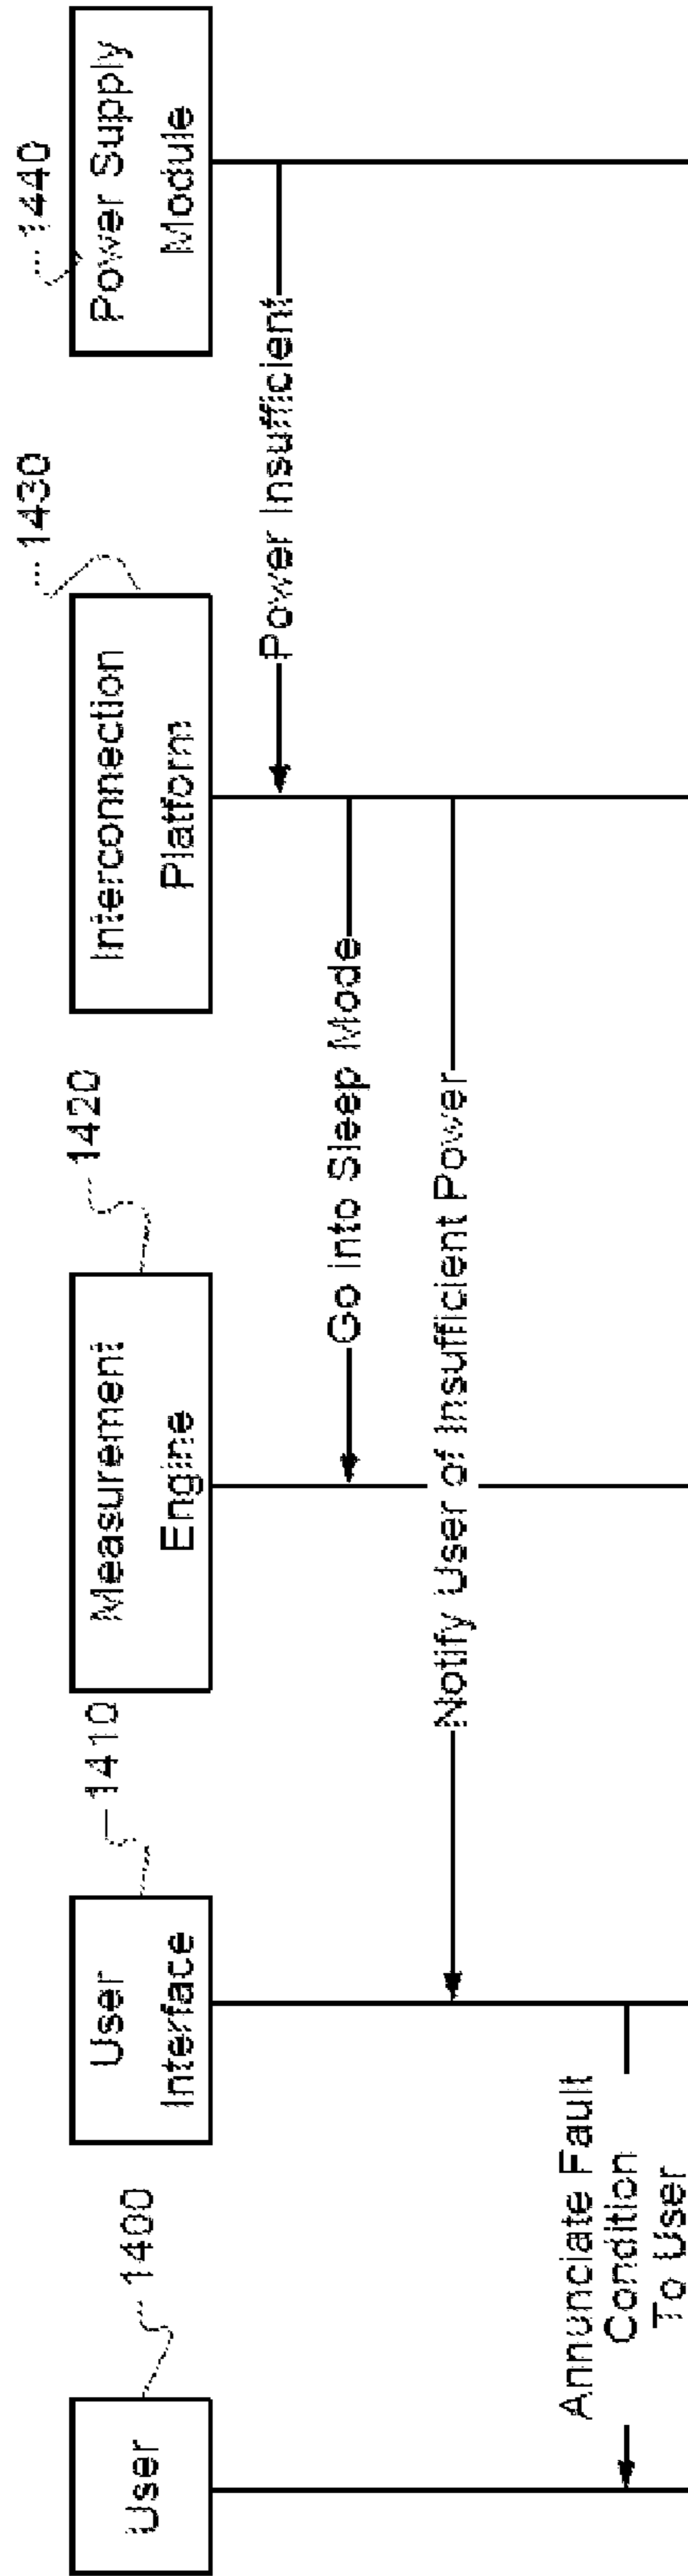 1400
1410
1420
1430
1440
User
User
Interface
Measurement
Engine
Interconnection
Platform
Power Supply
Module
Power Insufficient
Go into Sleep Mode
Notify User of Insufficient Power
Annunciate Fault
Condition
To User